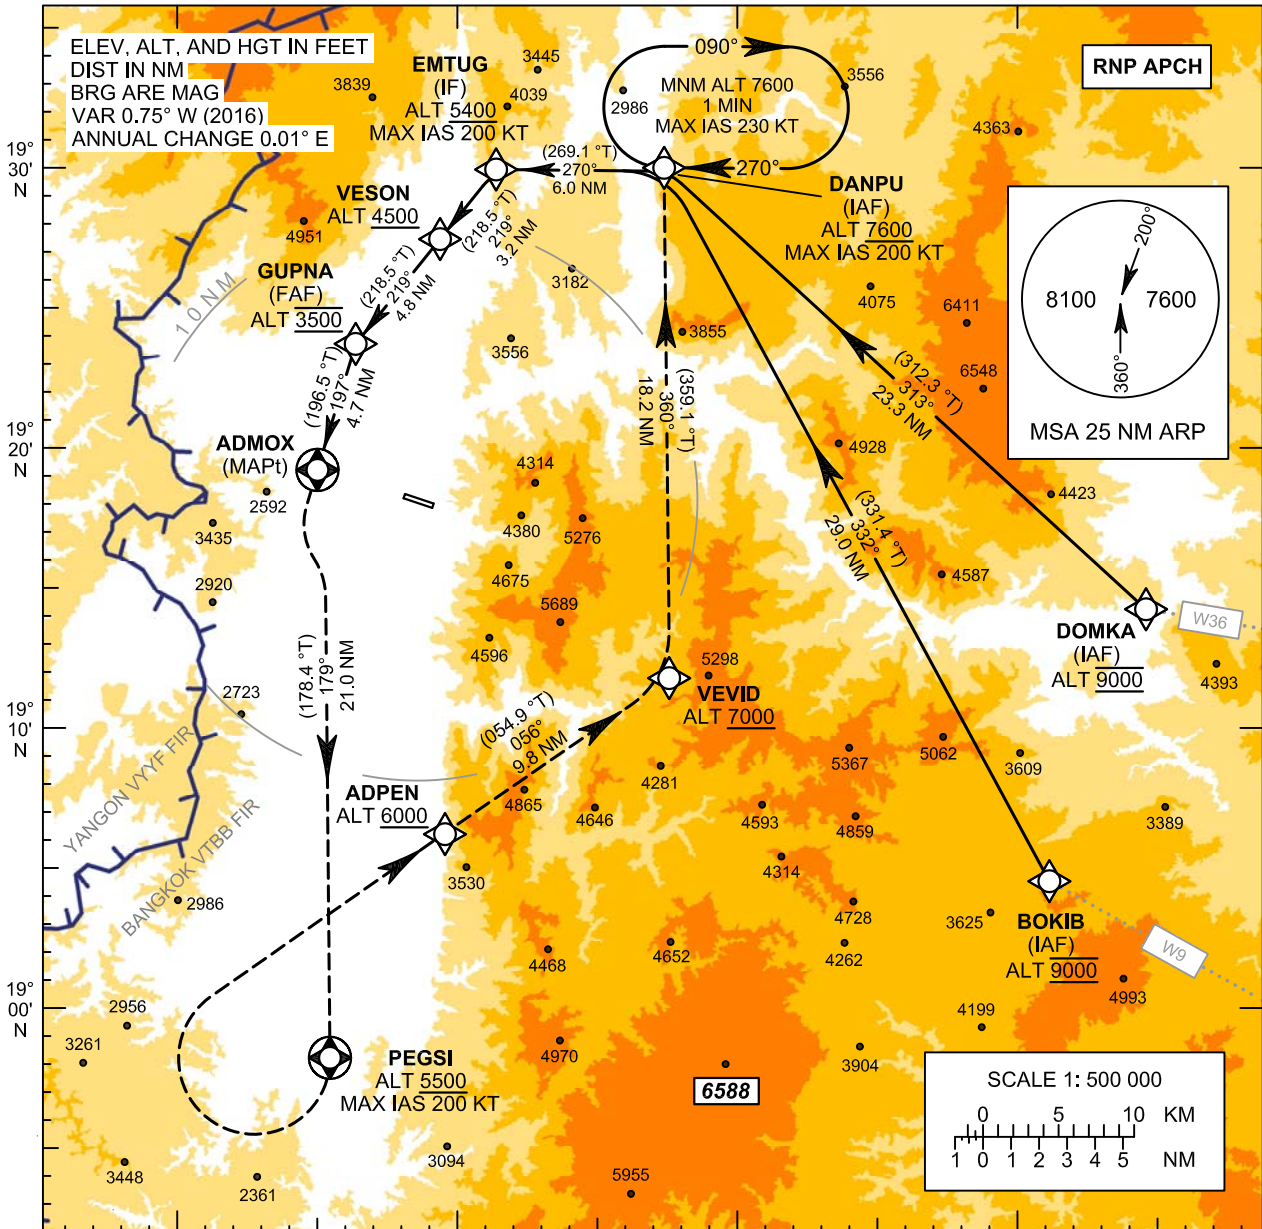 ELEV, ALT, AND HGT IN FEET
DIST IN NM
BRG ARE MAG
VAR 0.75° W (2016)
ANNUAL CHANGE 0.01° E
RNP APCH
EMTUG
(IF)
ALT 5400
MAX IAS 200 KT
090°
MNM ALT 7600
1 MIN
MAX IAS 230 KT
270°
3445
4039
3839
2986
3556
4363
19°
30'
N
(269.1 °T)
270°
6.0 NM
DANPU
(IAF)
ALT 7600
MAX IAS 200 KT
VESON
ALT 4500
(218.5 °T)
219°
3.2 NM
4951
GUPNA
(FAF)
ALT 3500
(218.5 °T)
219°
4.8 NM
10 NM
3182
3556
3855
4075
6411
6548
200°
8100
7600
360°
MSA 25 NM ARP
(196.5 °T)
197°
4.7 NM
(359.1 °T)
360°
18.2 NM
(312.3 °T)
313°
23.3 NM
19°
20'
N
ADMOX
(MAPt)
2592
3435
2920
4314
4380
5276
4675
5689
4596
4928
4423
4587
(331.4 °T)
332°
29.0 NM
DOMKA
(IAF)
ALT 9000
W36
4393
(178.4 °T)
179°
21.0 NM
2723
5298
VEVID
ALT 7000
(054.9 °T)
056°
9.8 NM
19°
10'
N
YANGON VYYF FIR
BANGKOK VTBB FIR
ADPEN
ALT 6000
4865
4646
4281
4593
5367
5062
3609
4859
3389
3530
4314
4728
2986
3625
BOKIB
(IAF)
ALT 9000
W9
4468
4652
4262
4993
19°
00'
N
2956
3261
4199
3904
4970
PEGSI
ALT 5500
MAX IAS 200 KT
6588
3094
3448
2361
5955
SCALE 1: 500 000
0 5 10 KM
1 0 1 2 3 4 5 NM